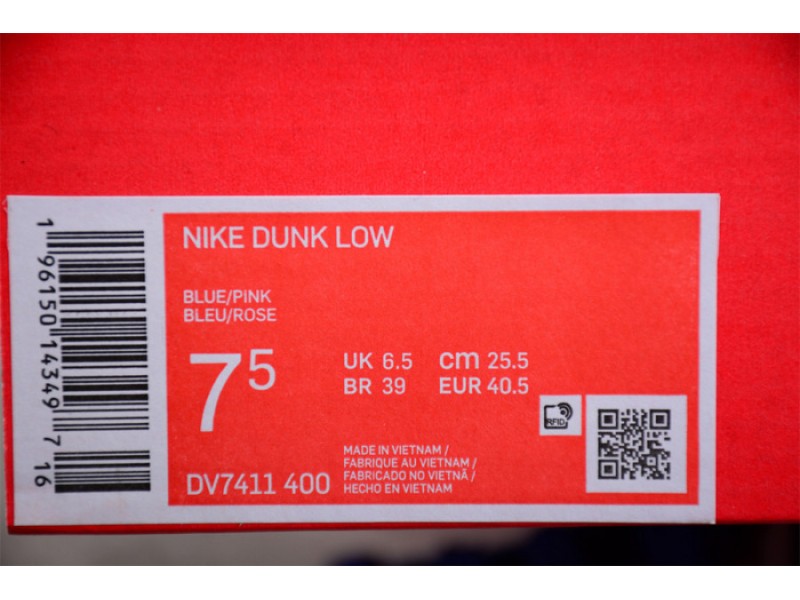 NIKE DUNK LOW
BLUE/PINK
BLEU/ROSE
7 5
UK 6.5 cm 25.5
BR 39 EUR 40.5
MADE IN VIETNAM /
FABRIQUE AU VIETNAM /
FABRICADO NO VIETNÃ /
HECHO EN VIETNAM
DV7411 400
RFID
1 96150 14349 7 16